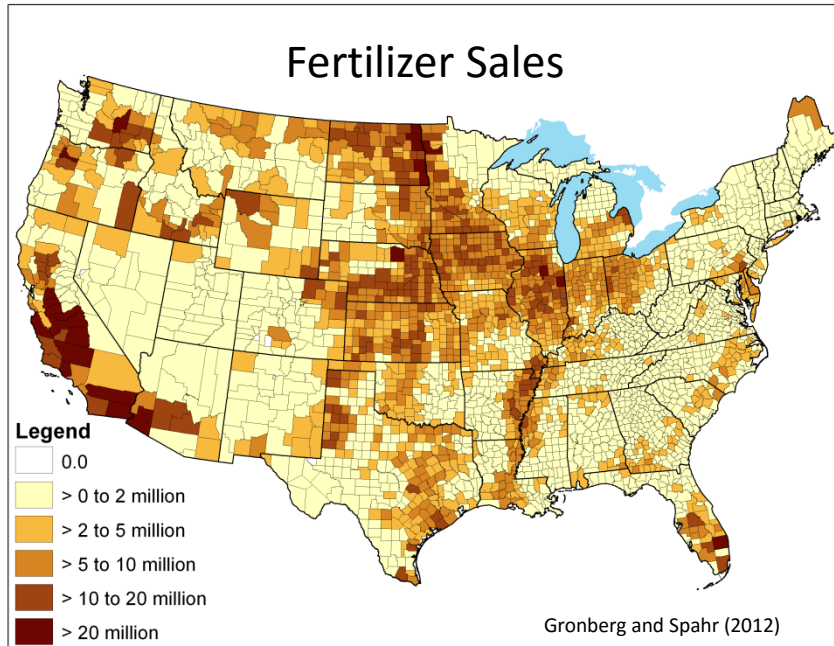 Fertilizer Sales
Legend
0.0
> 0 to 2 million
> 2 to 5 million
> 5 to 10 million
> 10 to 20 million
> 20 million
Gronberg and Spahr (2012)